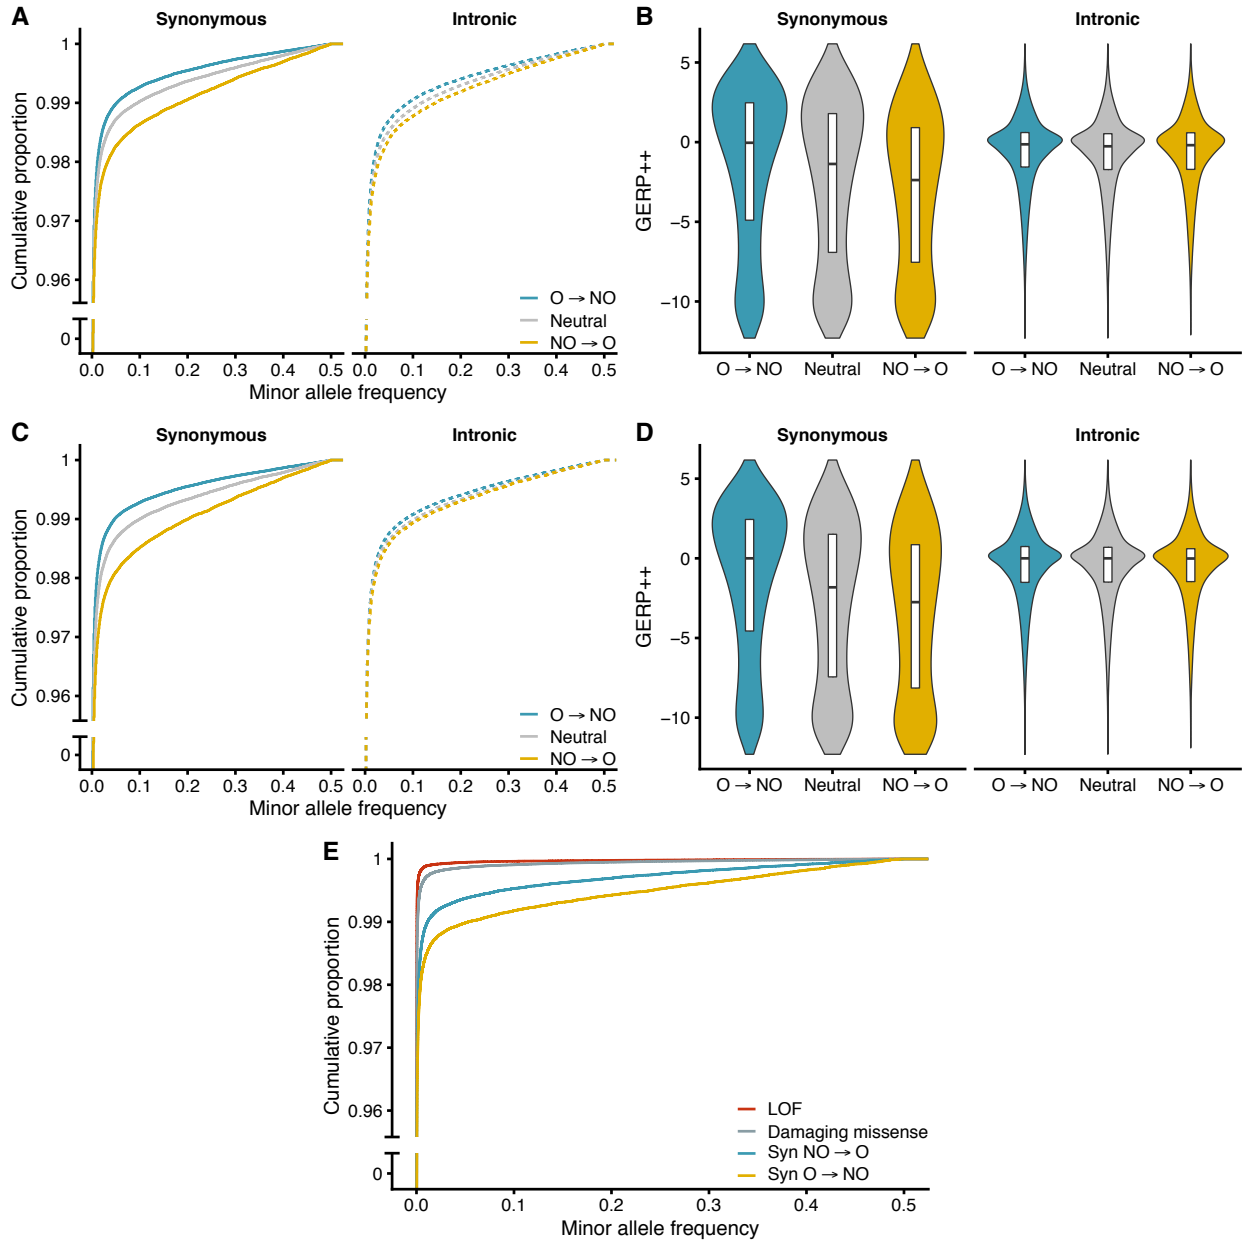 A
Synonymous
Intronic
1
0.99
0.98
0.97
0.96
0
Cumulative proportion
O → NO
Neutral
NO → O
0.0 0.1 0.2 0.3 0.4 0.5
0.0 0.1 0.2 0.3 0.4 0.5
Minor allele frequency
B
Synonymous
Intronic
5
0
−5
−10
GERP++
O → NO Neutral NO → O
O → NO Neutral NO → O
C
Synonymous
Intronic
1
0.99
0.98
0.97
0.96
0
Cumulative proportion
O → NO
Neutral
NO → O
0.0 0.1 0.2 0.3 0.4 0.5
0.0 0.1 0.2 0.3 0.4 0.5
Minor allele frequency
D
Synonymous
Intronic
5
0
−5
−10
GERP++
O → NO Neutral NO → O
O → NO Neutral NO → O
E
1
0.99
0.98
0.97
0.96
0
Cumulative proportion
LOF
Damaging missense
Syn NO → O
Syn O → NO
0.0 0.1 0.2 0.3 0.4 0.5
Minor allele frequency